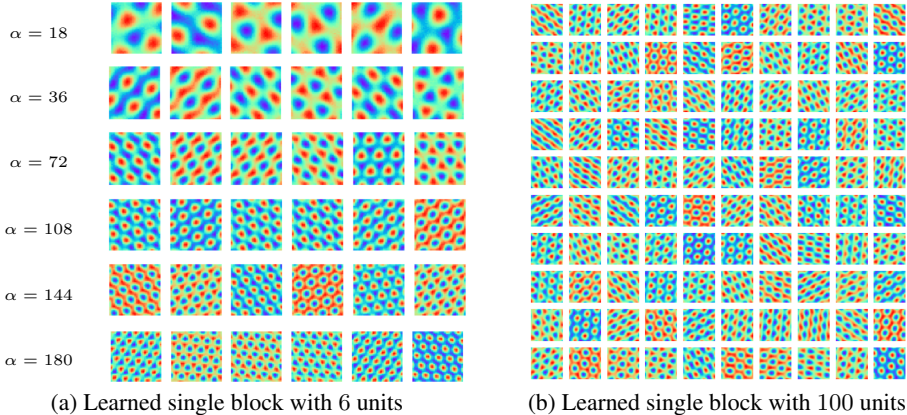 α = 18
α = 36
α = 72
α = 108
α = 144
α = 180
(a) Learned single block with 6 units
(b) Learned single block with 100 units